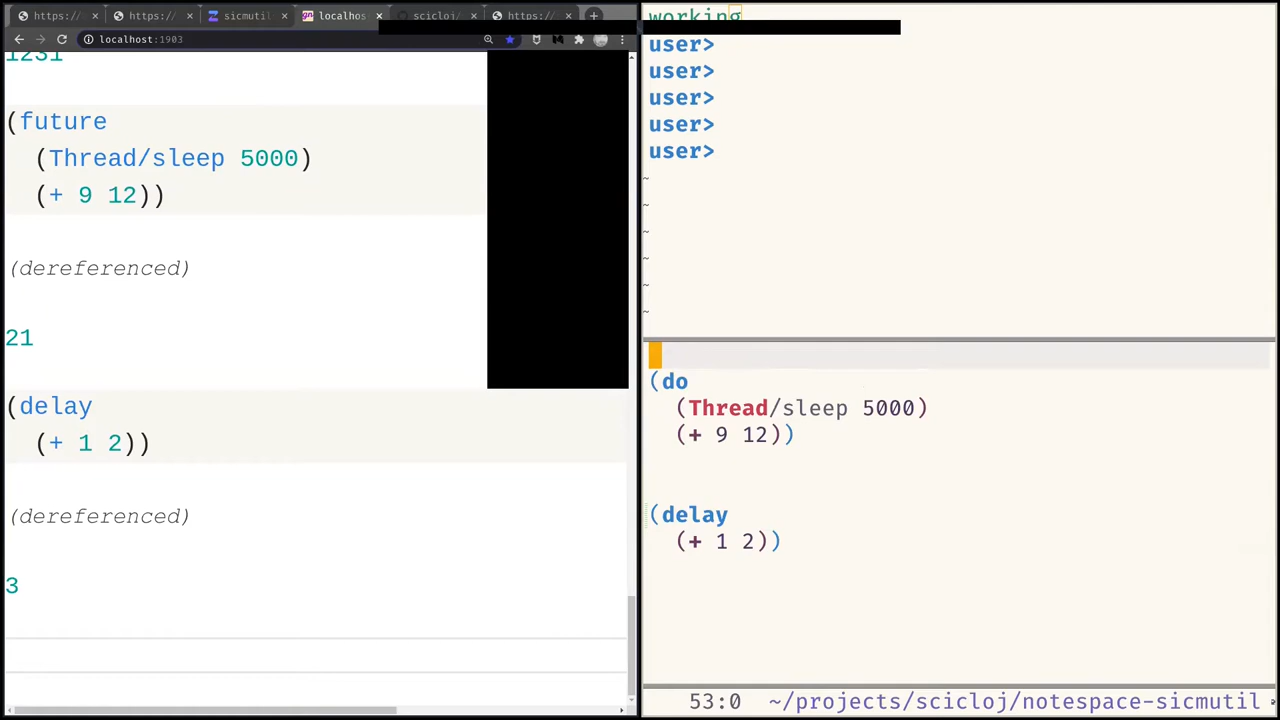 https:/
https:/
sicmutil
localhos
scicloj/
https:/
localhost:1903
1231
(future
(Thread/sleep 5000)
(+ 9 12))
(dereferenced)
21
(delay
(+ 1 2))
(dereferenced)
3
working
user>
user>
user>
user>
user>
~
~
~
~
~
~
(do
(Thread/sleep 5000)
(+ 9 12))
(delay
(+ 1 2))
53:0 ~/projects/scicloj/notespace-sicmutil